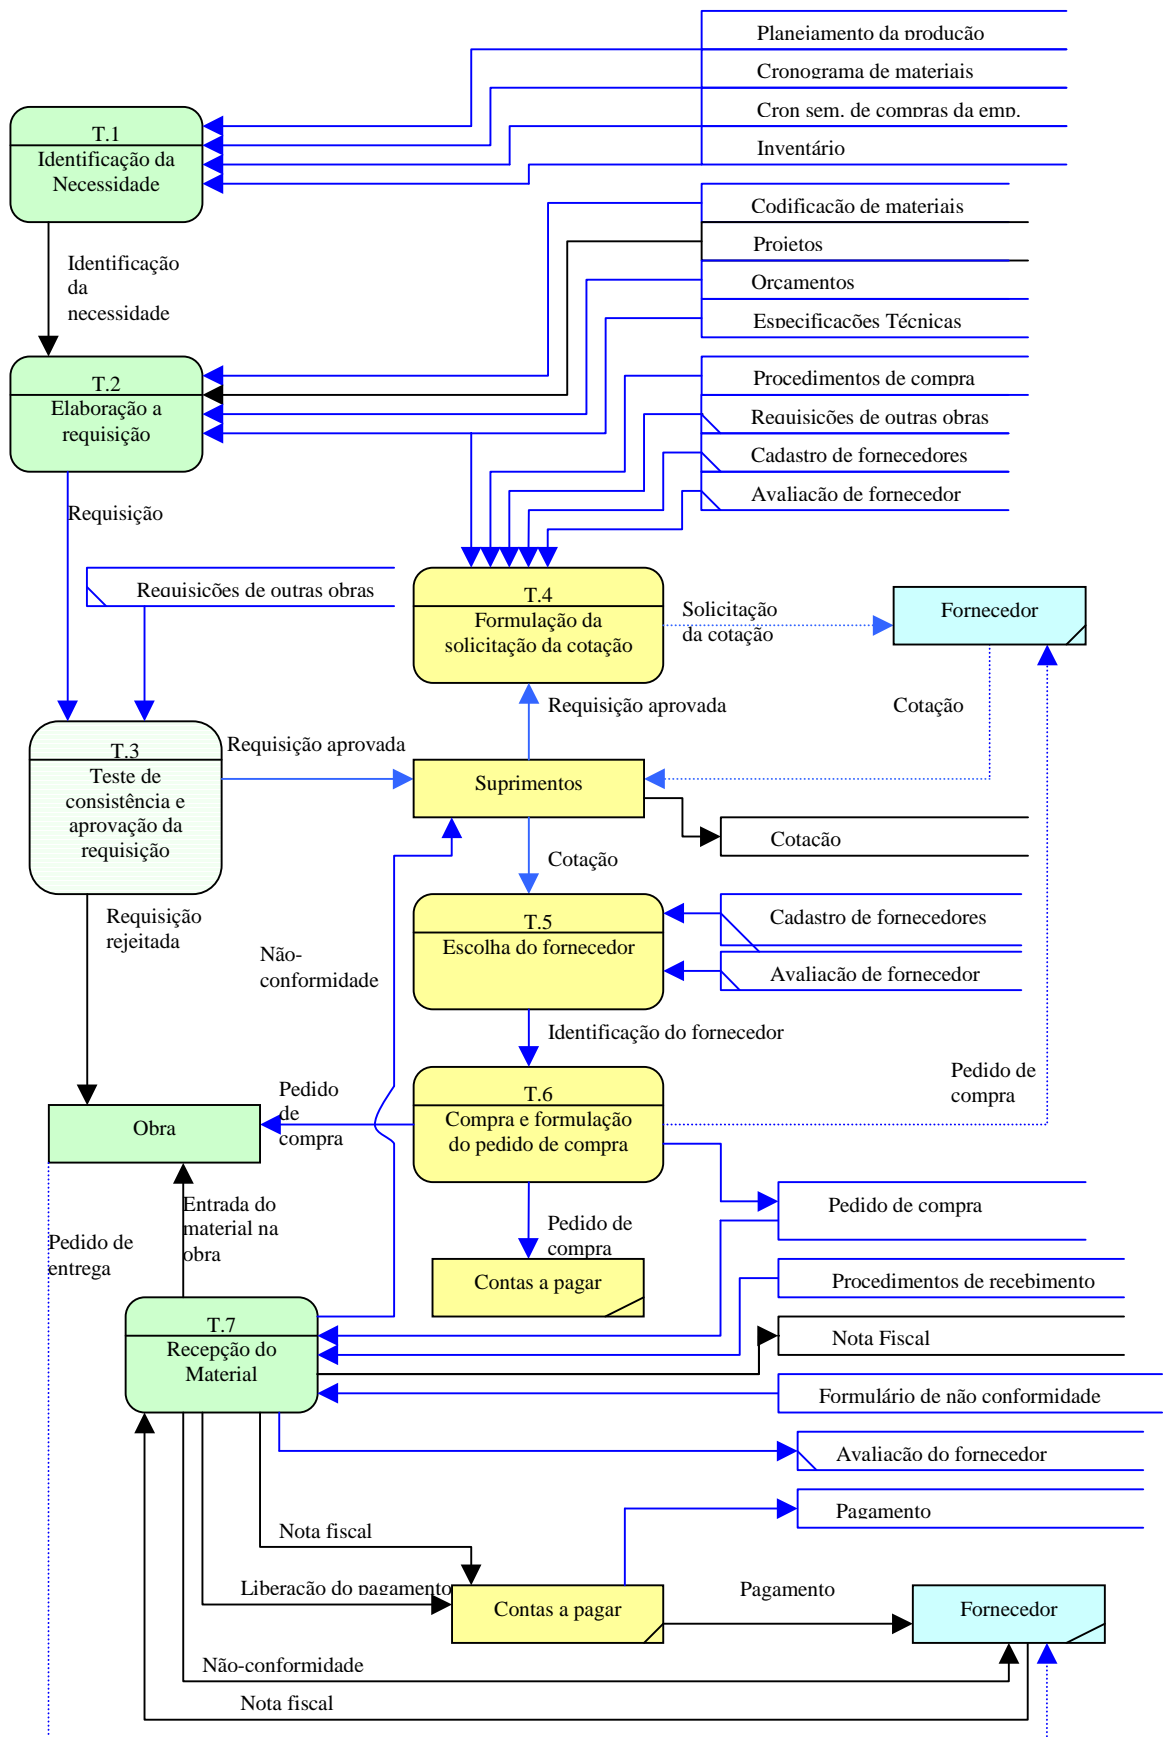 Planejamento da produção
Cronograma de materiais
Cron sem. de compras da emp.
Inventário
T.1
Identificação da
Necessidade
Codificação de materiais
Projetos
Orçamentos
Especificações Técnicas
Identificação
da
necessidade
T.2
Elaboração a
requisição
Procedimentos de compra
Requisições de outras obras
Cadastro de fornecedores
Avaliação de fornecedor
Requisição
Requisições de outras obras
T.4
Formulação da
solicitação da cotação
Solicitação
da cotação
Fornecedor
Requisição aprovada
Cotação
T.3
Teste de
consistência e
aprovação da
requisição
Requisição aprovada
Suprimentos
Cotação
Cotação
Requisição
rejeitada
Não-
conformidade
T.5
Escolha do fornecedor
Cadastro de fornecedores
Avaliação de fornecedor
Identificação do fornecedor
Pedido de
compra
Pedido
de
compra
T.6
Compra e formulação
do pedido de compra
Obra
Entrada do
material na
obra
Pedido de
entrega
Pedido de
compra
Pedido de compra
Contas a pagar
Procedimentos de recebimento
T.7
Recepção do
Material
Nota Fiscal
Formulário de não conformidade
Avaliação do fornecedor
Pagamento
Nota fiscal
Liberação do pagamento
Contas a pagar
Pagamento
Fornecedor
Não-conformidade
Nota fiscal